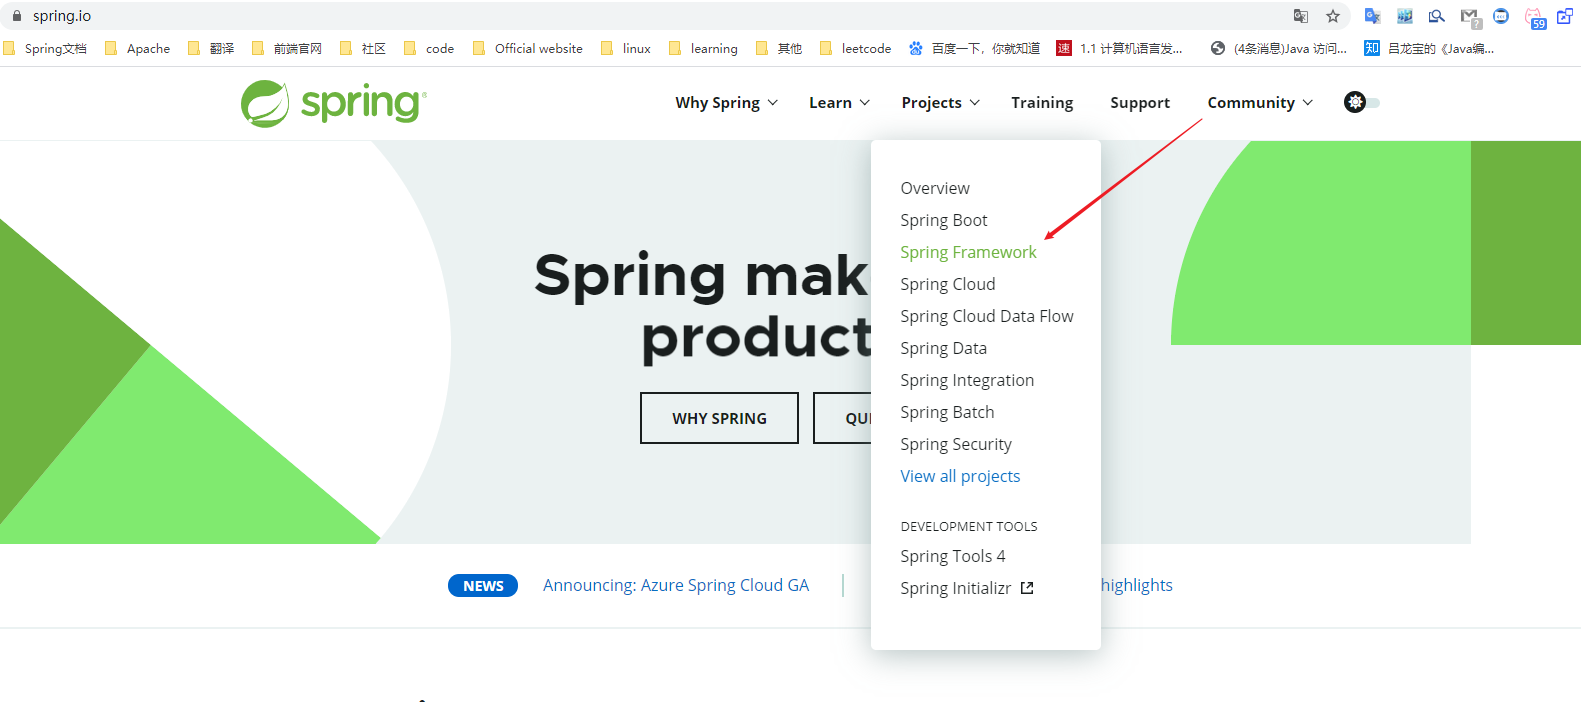 spring.io
Spring文档 Apache 翻译 前端官网 社区 code Official website linux learning 其他 leetcode 百度一下，你就知道 速 1.1 计算机语言发... (4条消息)Java 访问... 知 吕龙宝的《Java编...
59
?
spring®
Why Spring Learn Projects Training Support Community
Overview
Spring Boot
Spring Framework
Spring Cloud
Spring Cloud Data Flow
Spring Data
Spring Integration
Spring Batch
Spring Security
View all projects
DEVELOPMENT TOOLS
Spring Tools 4
Spring Initializr
Spring mak
product
WHY SPRING QUI
NEWS Announcing: Azure Spring Cloud GA highlights